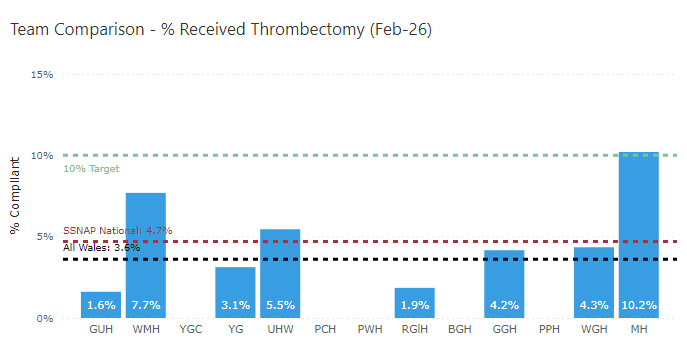 Team Comparison - % Received Thrombectomy (Feb-26)
15%
10%
10% Target
% Compliant
SSNAP National: 4.7%
5%
All Wales: 3.6%
0%
1.6% 7.7% 3.1% 5.5% 1.9% 4.2% 4.3% 10.2%
GUH WMH YGC YG UHW PCH PWH RGlH BGH GGH PPH WGH MH